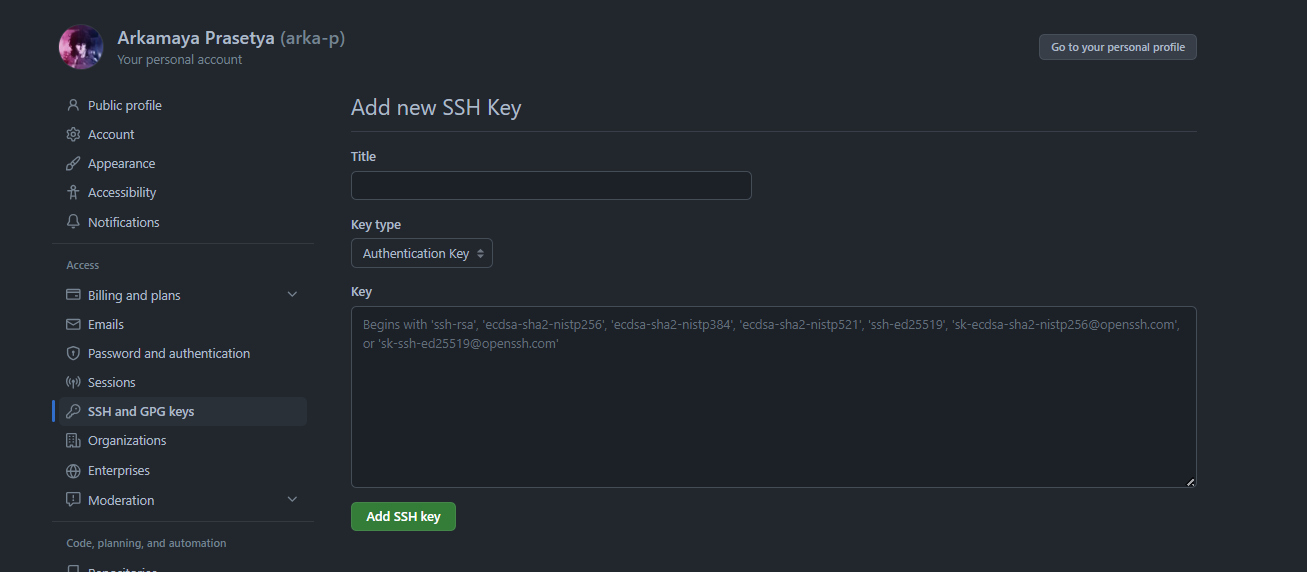 Arkamaya Prasetya (arka-p)
Your personal account
Go to your personal profile
Public profile
Account
Appearance
Accessibility
Notifications
Access
Billing and plans
Emails
Password and authentication
Sessions
SSH and GPG keys
Organizations
Enterprises
Moderation
Code, planning, and automation
Repositories
Add new SSH Key
Title
Key type
Authentication Key
Key
Begins with 'ssh-rsa', 'ecdsa-sha2-nistp256', 'ecdsa-sha2-nistp384', 'ecdsa-sha2-nistp521', 'ssh-ed25519', 'sk-ecdsa-sha2-nistp256@openssh.com',
or 'sk-ssh-ed25519@openssh.com'
Add SSH key